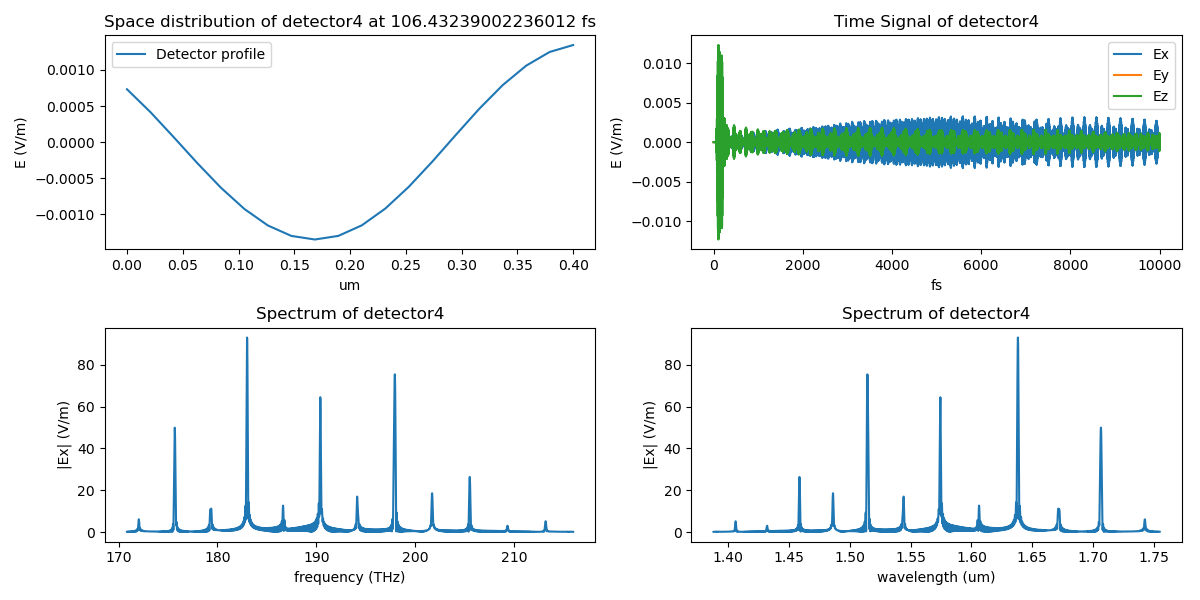 Space distribution of detector4 at 106.43239002236012 fs
Detector profile
E (V/m)
0.0010
0.0005
0.0000
−0.0005
−0.0010
0.00 0.05 0.10 0.15 0.20 0.25 0.30 0.35 0.40
um
Time Signal of detector4
Ex
Ey
Ez
E (V/m)
0.010
0.005
0.000
−0.005
−0.010
0 2000 4000 6000 8000 10000
fs
Spectrum of detector4
|Ex| (V/m)
80
60
40
20
0
170 180 190 200 210
frequency (THz)
Spectrum of detector4
|Ex| (V/m)
80
60
40
20
0
1.40 1.45 1.50 1.55 1.60 1.65 1.70 1.75
wavelength (um)